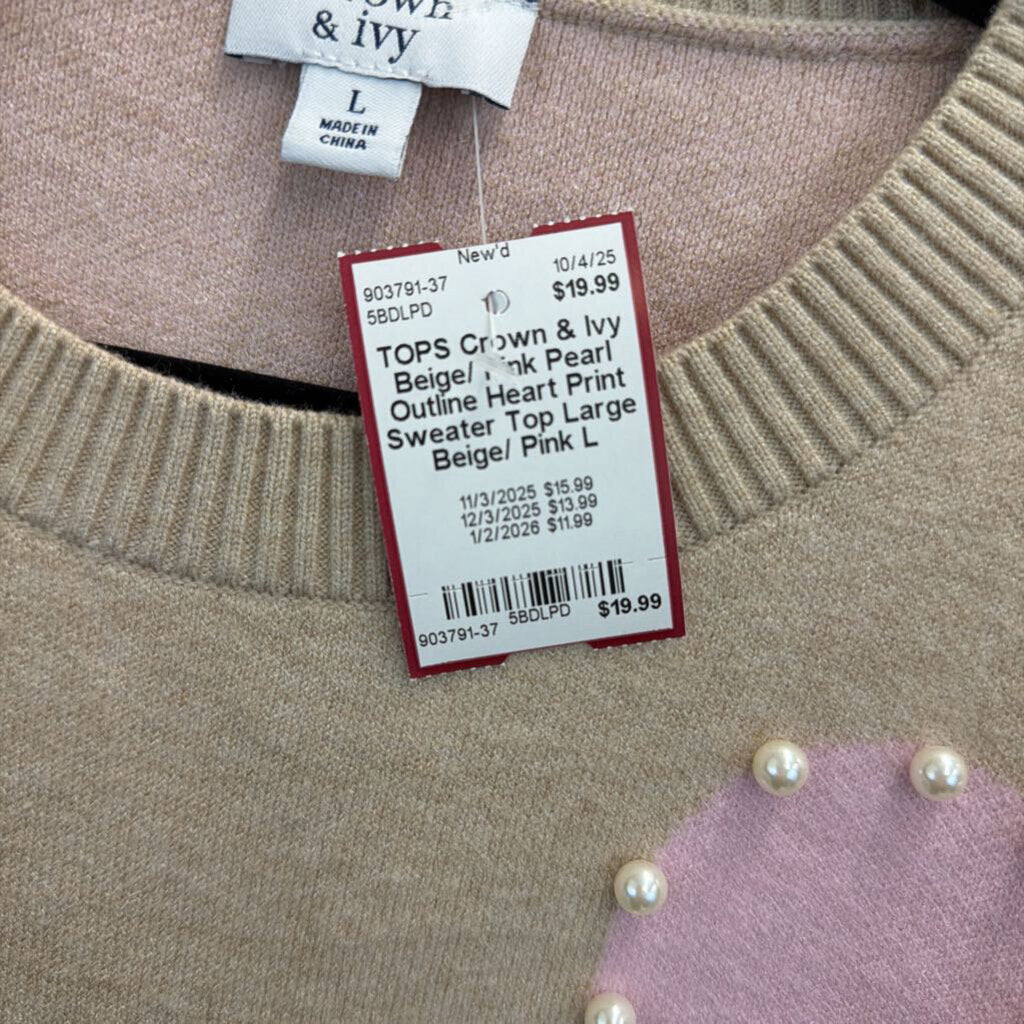 & ivy
L
MADE IN
CHINA
New'd
903791-37
10/4/25
5BDLPD
$19.99
TOPS Crown & Ivy
Beige/ Pearl
Outline Heart Print
Sweater Top Large
Beige/ Pink L
11/3/2025 $15.99
12/3/2025 $13.99
1/2/2026 $11.99
903791-37 5BDLPD $19.99